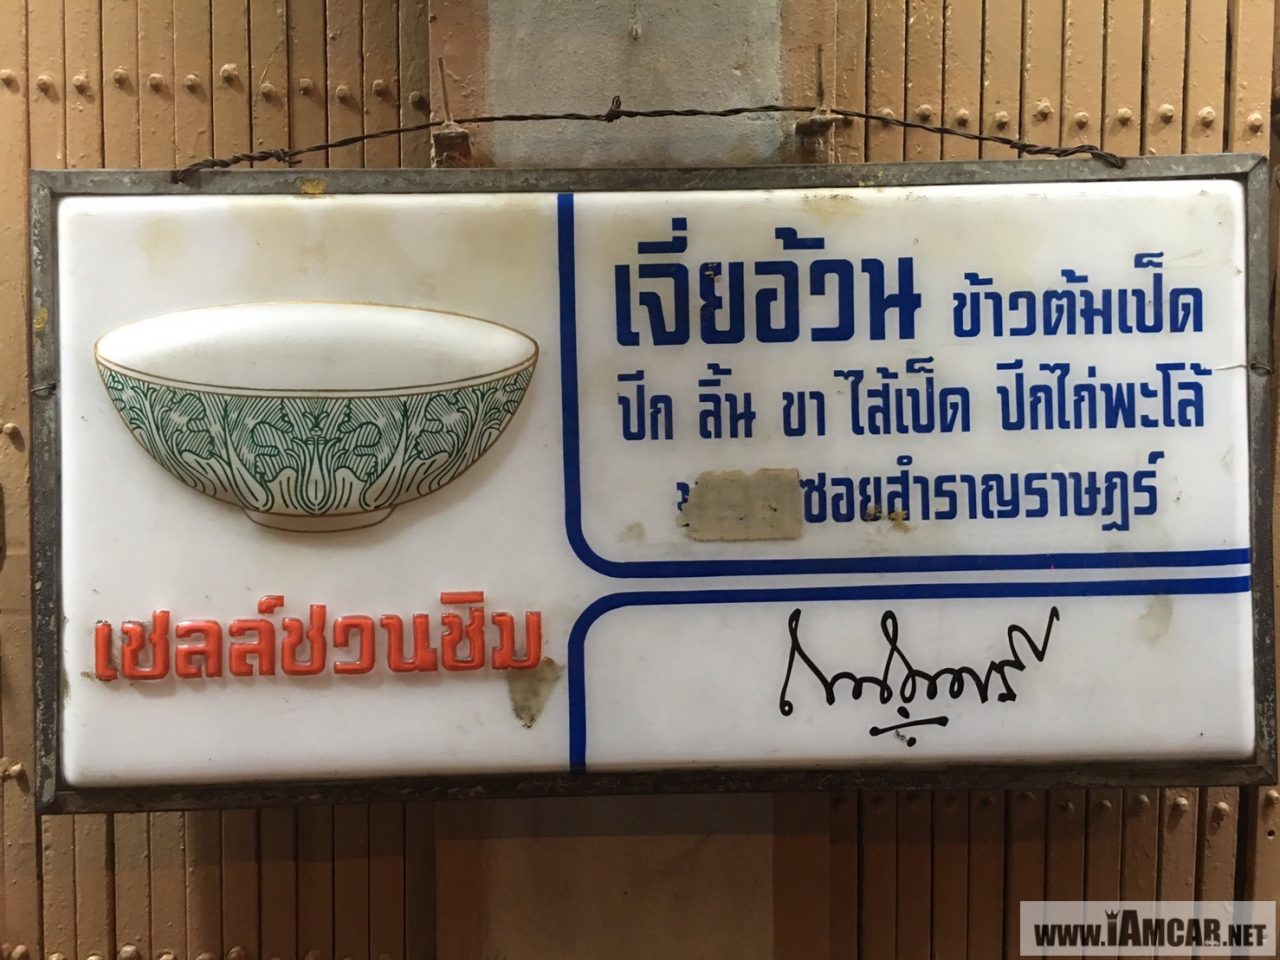 เจี่ยอ้วน ข้าวต้มเป็ด
ปีก ลิ้น ขา ไส้เป็ด ปีกไก่พะโล้
ซอยสำราญราษฎร์
เชลล์ชวนชิม
WWW.iAMCAR.NET